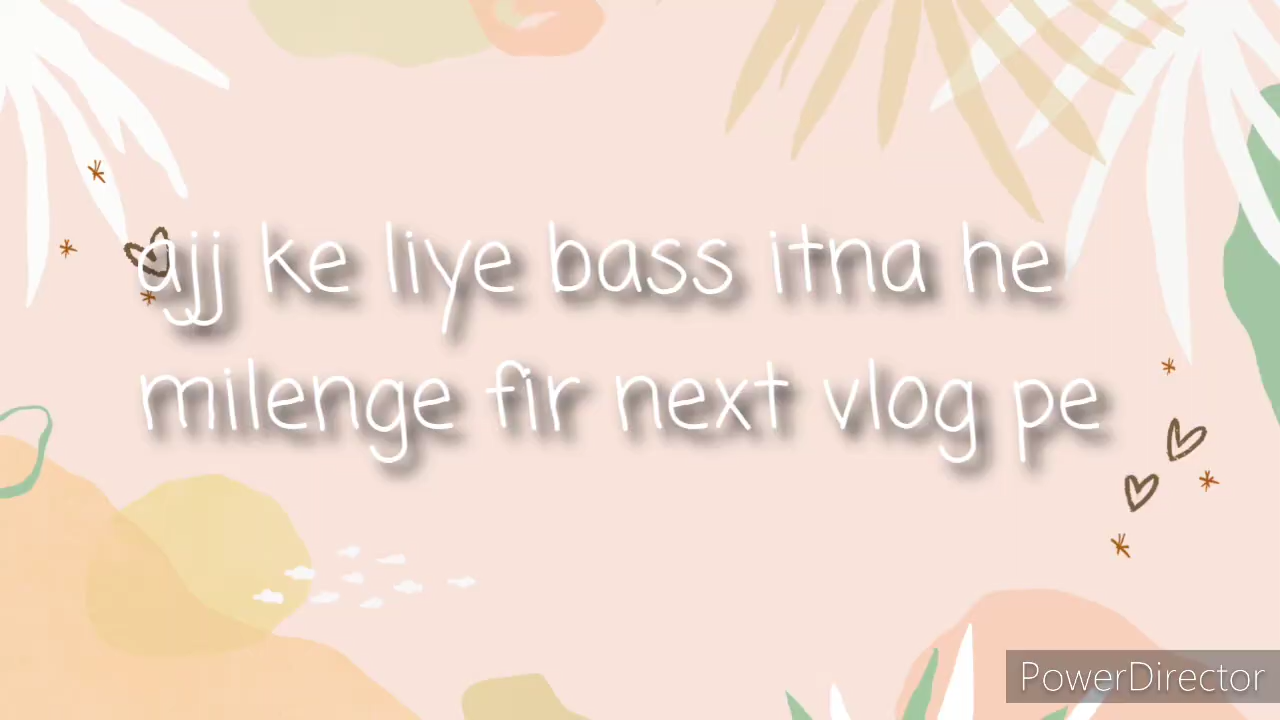 ajj ke liye bass itna he
milenge fir next vlog pe
PowerDirector